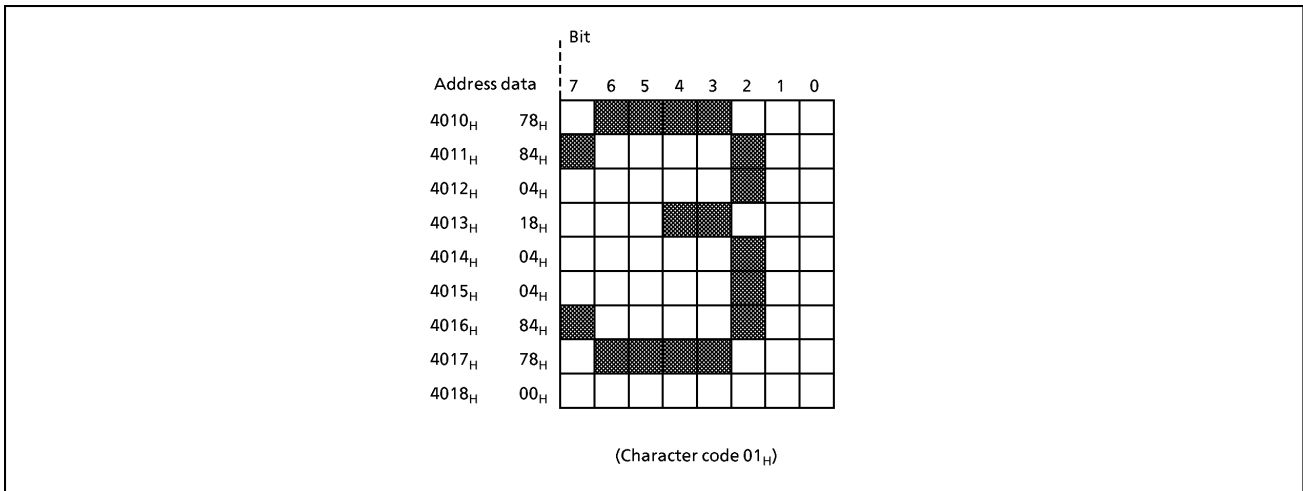 Bit
Address data 7 6 5 4 3 2 1 0
4010H 78H
4011H 84H
4012H 04H
4013H 18H
4014H 04H
4015H 04H
4016H 84H
4017H 78H
4018H 00H
(Character code 01H)